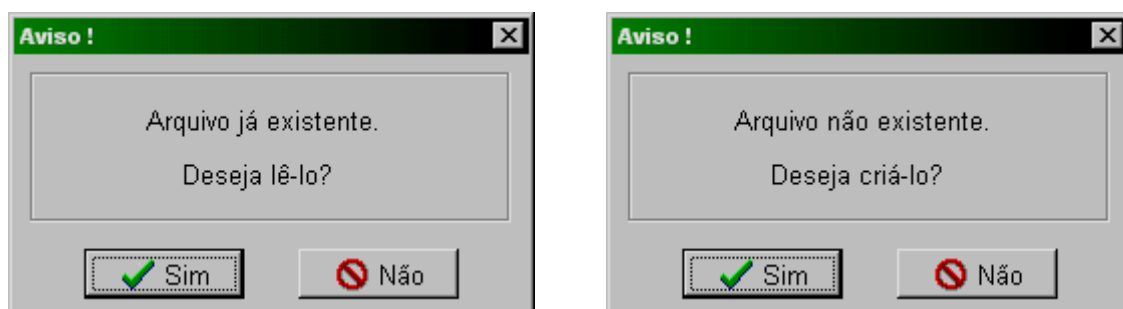 Aviso !
Arquivo já existente.
Deseja lê-lo?
Sim
Não
Aviso !
Arquivo não existente.
Deseja criá-lo?
Sim
Não